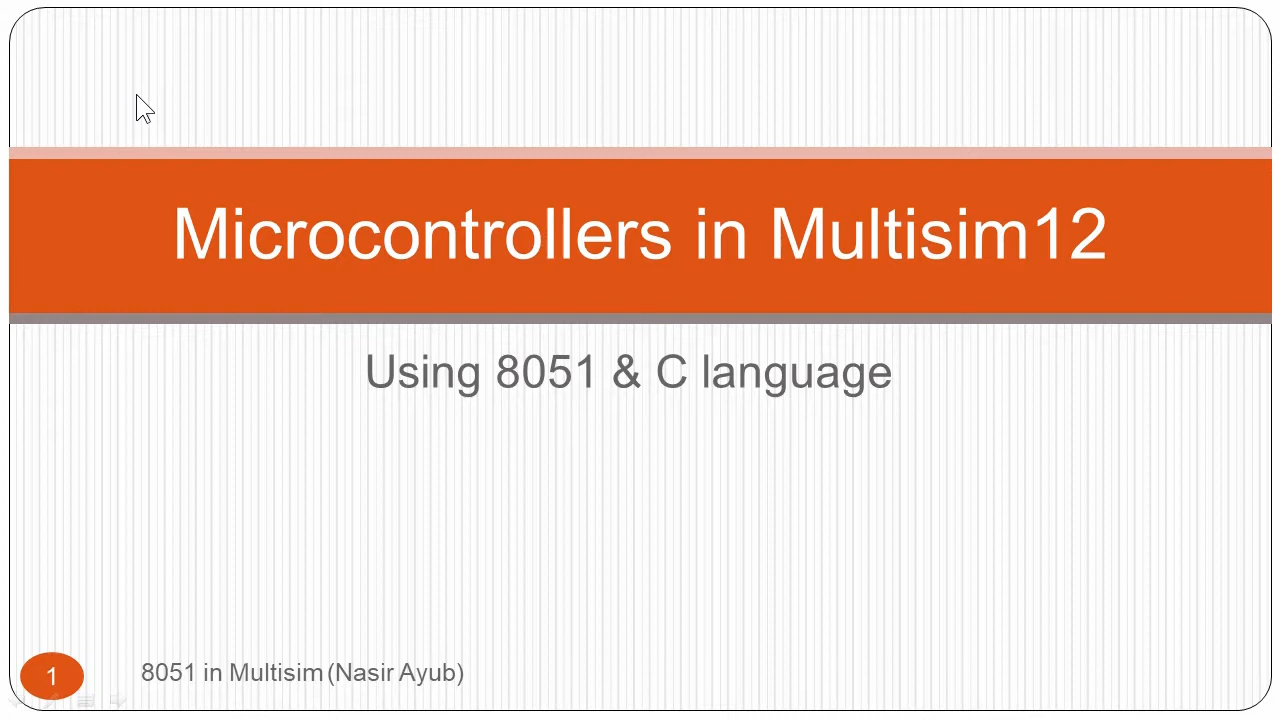 Microcontrollers in Multisim12
Using 8051 & C language
1
8051 in Multisim (Nasir Ayub)